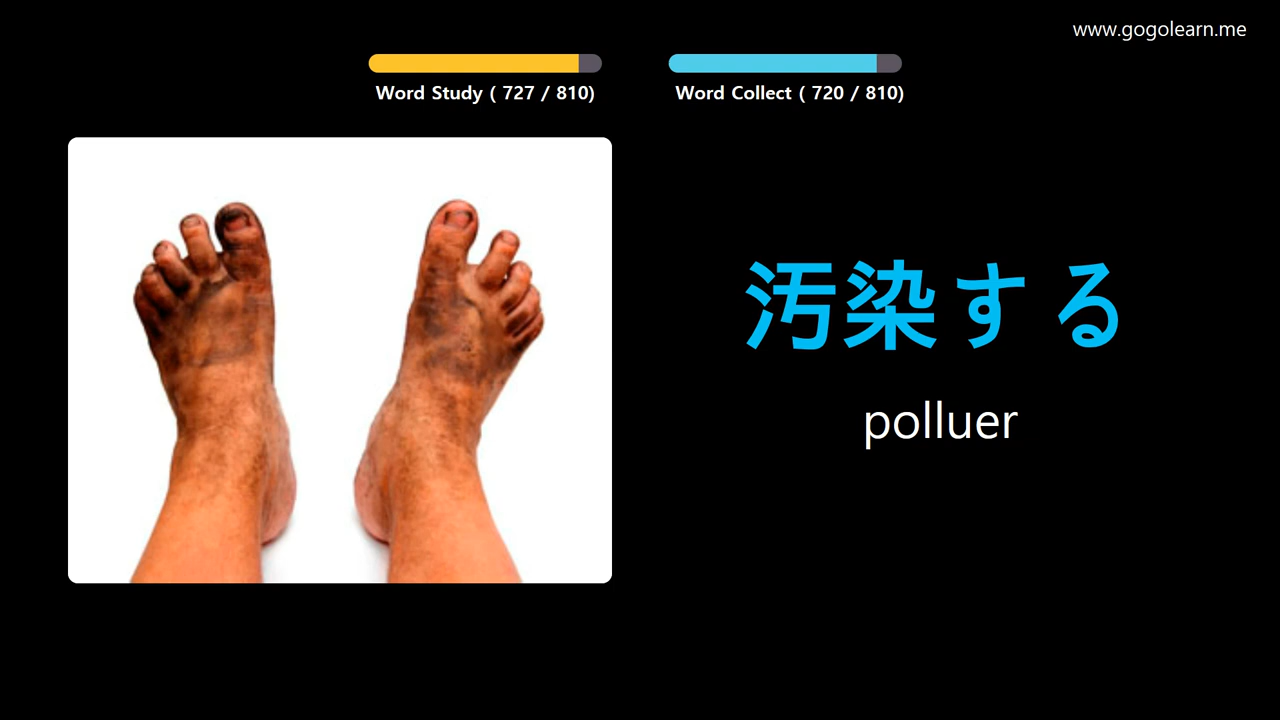 www.gogolearn.me
Word Study ( 727 / 810)
Word Collect ( 720 / 810)
汚染する
polluer